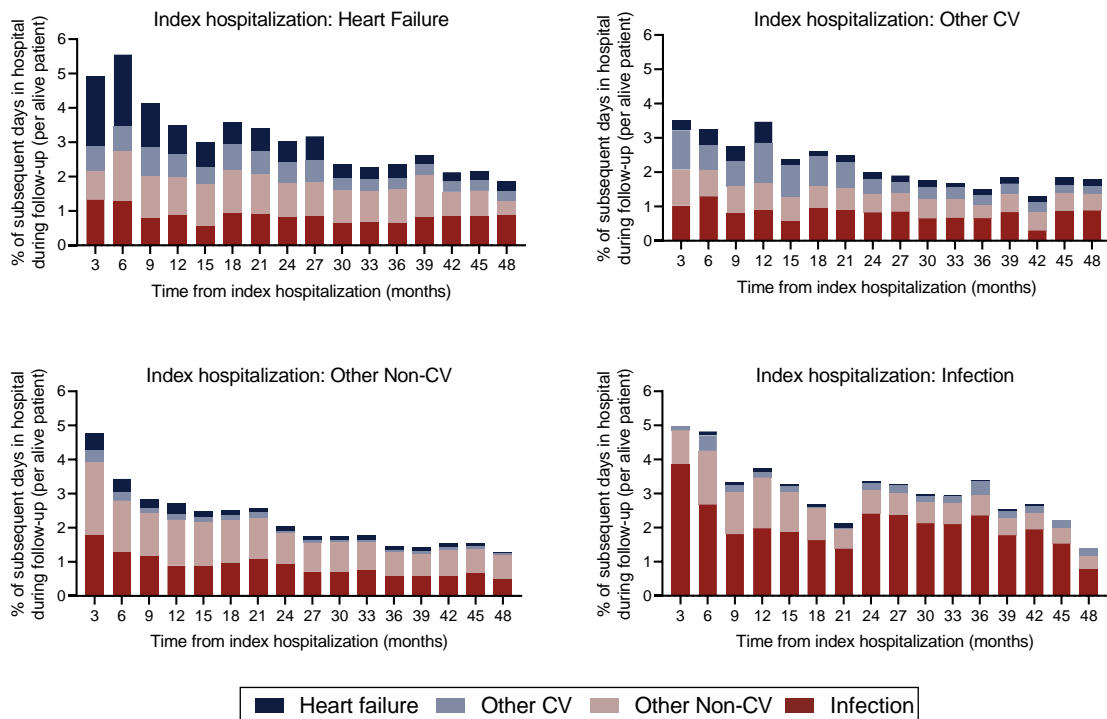 Index hospitalization: Heart Failure
% of subsequent days in hospital
during follow-up (per alive patient)
6
5
4
3
2
1
0
3 6 9 12 15 18 21 24 27 30 33 36 39 42 45 48
Time from index hospitalization (months)
Index hospitalization: Other CV
% of subsequent days in hospital
during follow-up (per alive patient)
6
5
4
3
2
1
0
3 6 9 12 15 18 21 24 27 30 33 36 39 42 45 48
Time from index hospitalization (months)
Index hospitalization: Other Non-CV
% of subsequent days in hospital
during follow-up (per alive patient)
6
5
4
3
2
1
0
3 6 9 12 15 18 21 24 27 30 33 36 39 42 45 48
Time from index hospitalization (months)
Index hospitalization: Infection
% of subsequent days in hospital
during follow-up (per alive patient)
6
5
4
3
2
1
0
3 6 9 12 15 18 21 24 27 30 33 36 39 42 45 48
Time from index hospitalization (months)
Heart failure Other CV Other Non-CV Infection